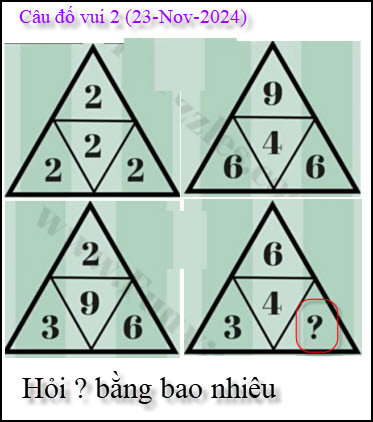 Câu đố vui 2 (23-Nov-2024)
2 9
2 4
2 2 6 6
2 6
9 4
3 6 3 ?
Hỏi ? bằng bao nhiêu